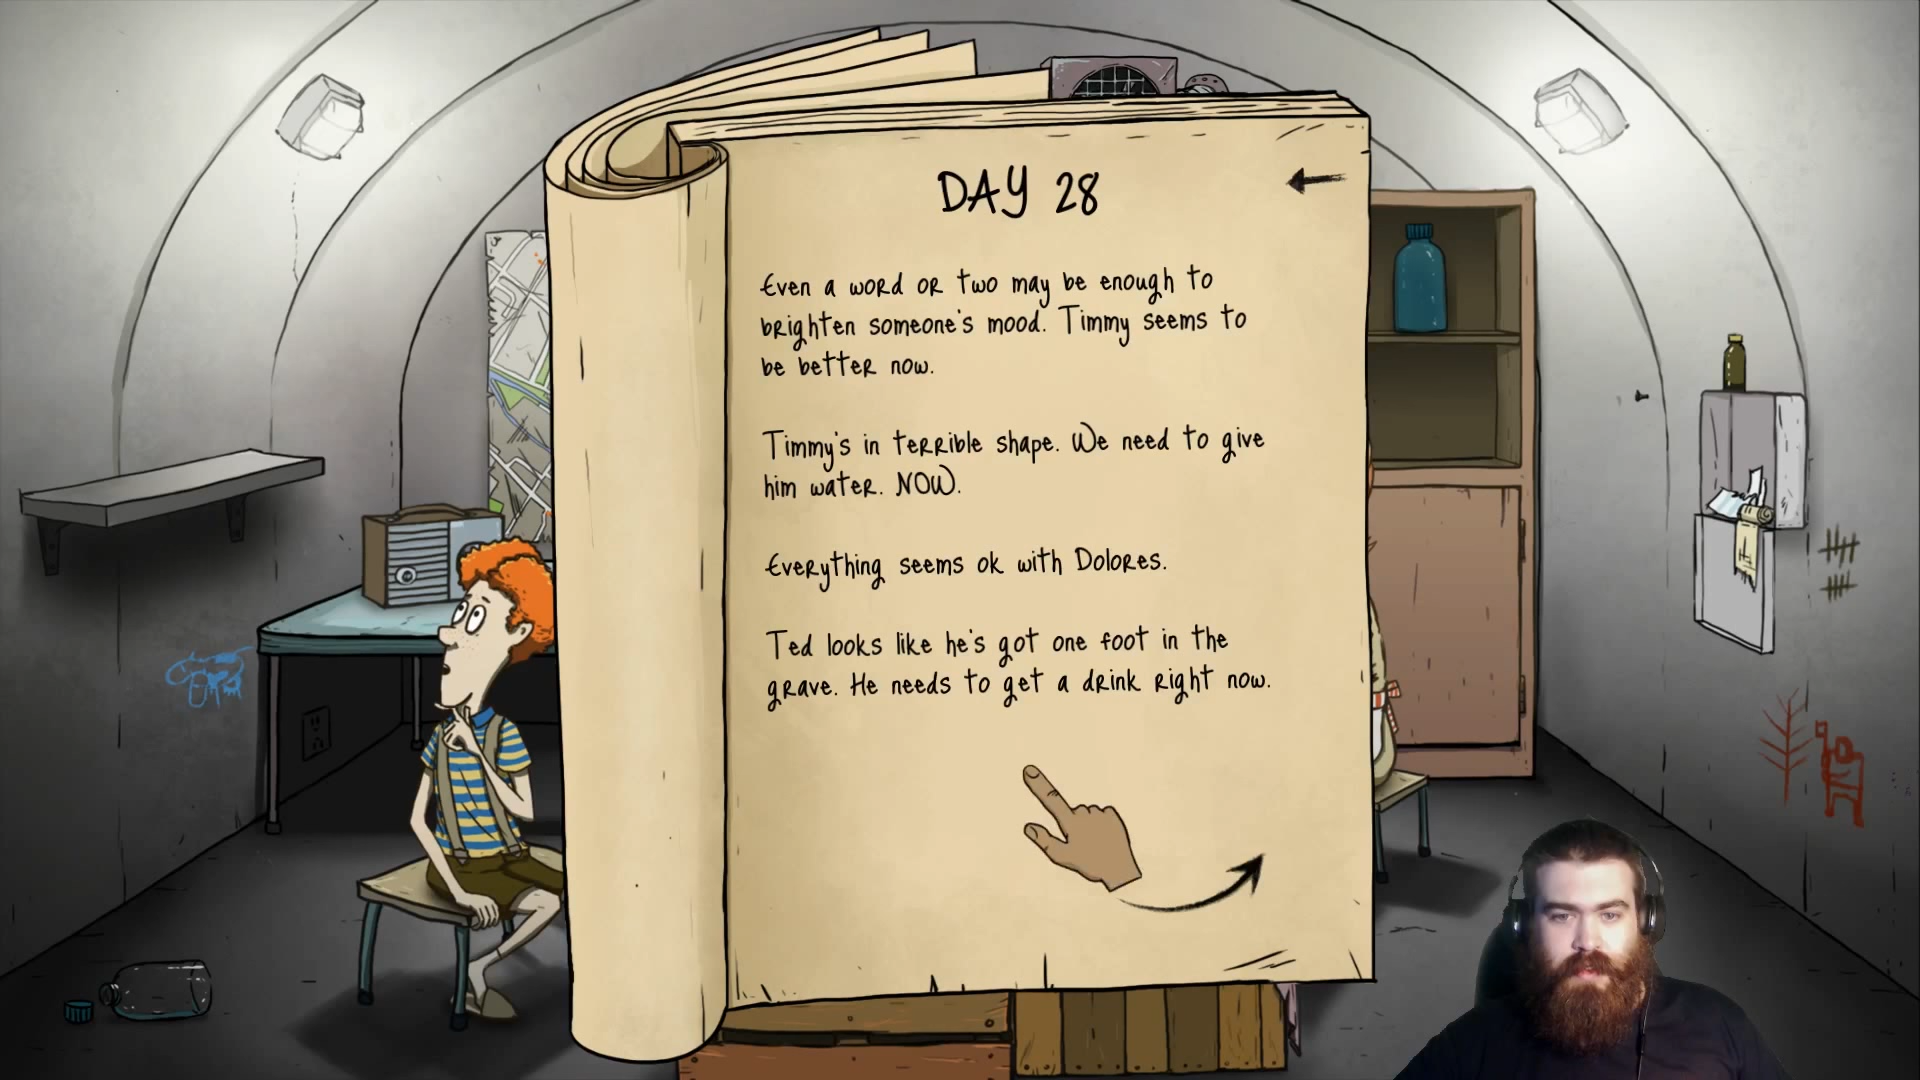 DAY 28
Even a word or two may be enough to
brighten someone's mood. Timmy seems to
be better now.
Timmy's in terrible shape. We need to give
him water. NOW.
Everything seems ok with Dolores.
Ted looks like he's got one foot in the
grave. He needs to get a drink right now.